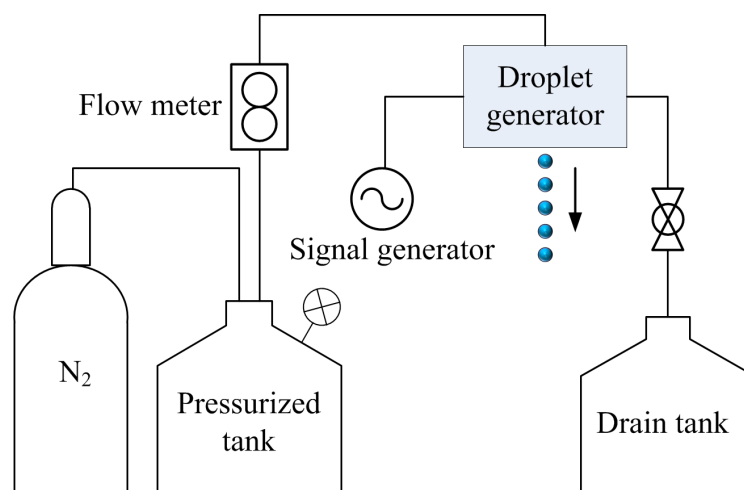 Droplet
generator
Flow meter
Signal generator
N₂
Pressurized
tank
Drain tank